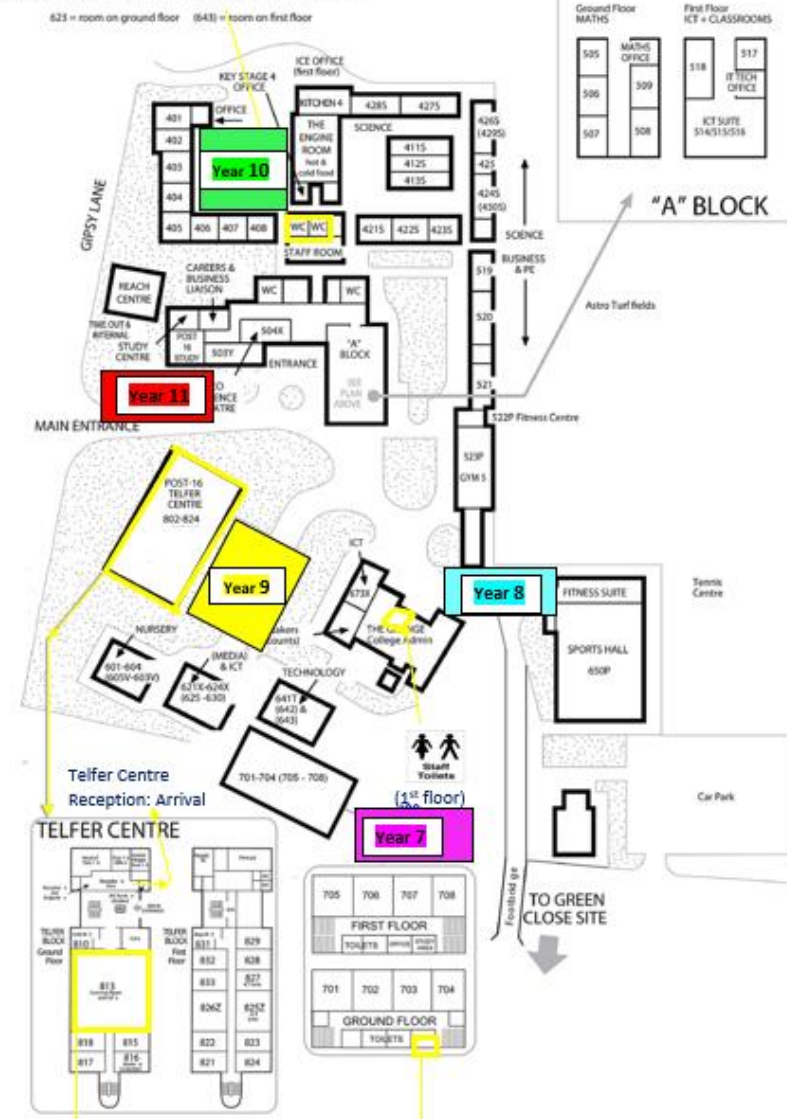 623 = room on ground floor (643) = room on first floor
Ground Floor
MATHS
First Floor
ICT + CLASSROOMS
505
506
507
MATHS
OFFICE
509
508
518
517
IT TECH
OFFICE
ICT SUITE
514/515/516
"A" BLOCK
ICE OFFICE
(first floor)
KEY STAGE 4
OFFICE
OFFICE
KITCHEN 4
428S
427S
THE
ENGINE
ROOM
hot &
cold food
SCIENCE
411S
412S
413S
426S
(429S)
425
424S
(430S)
401
402
403
404
405
406
407
408
Year 10
WC
WC
STAFF ROOM
421S
422S
423S
SCIENCE
BUSINESS
& PE
GIPSY LANE
REACH
CENTRE
CAREERS &
BUSINESS
LIAISON
WC
WC
519
520
521
Astro Turf fields
TIME OUT &
STUDY
CENTRE
POST
16
STUDY
503Y
504X
ENTRANCE
"A"
BLOCK
SEE
PLAN
ABOVE
Year 11
MAIN ENTRANCE
522P Fitness Centre
523P
GYM 5
POST-16
TELFER
CENTRE
802-824
Year 9
ICT
673X
Year 8
FITNESS SUITE
Tennis
Centre
SPORTS HALL
650P
College Admin
NURSERY
601-604
(605V-603V)
(MEDIA)
& ICT
621X-624X
(625 -630)
TECHNOLOGY
641T
(642) &
(643)
Staff
Toilets
701-704 (705 - 708)
(1st floor)
Car Park
Telfer Centre
Reception: Arrival
Year 7
TELFER CENTRE
TELFER
BLOCK
Ground
Floor
810
813
818
815
817
816
TELFER
BLOCK
First
Floor
831
829
832
828
833
827
826Z
825Z
822
823
821
824
705
706
707
708
FIRST FLOOR
TOILETS
OFFICE
STUDY
AREA
701
702
703
704
GROUND FLOOR
TOILETS
Footbridge
TO GREEN
CLOSE SITE